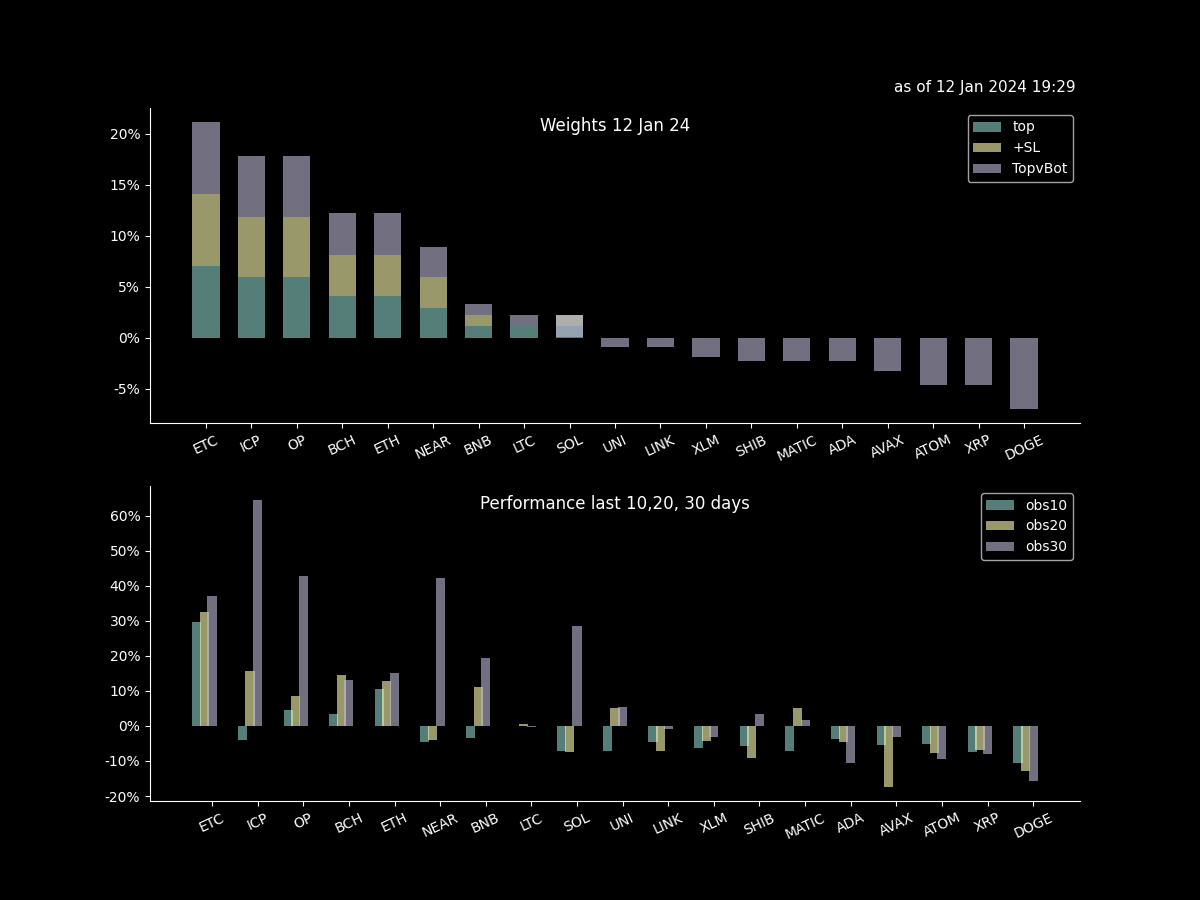 as of 12 Jan 2024 19:29
Weights 12 Jan 24
top
+SL
TopvBot
20%
15%
10%
5%
0%
-5%
ETC ICP OP BCH ETH NEAR BNB LTC SOL UNI LINK XLM SHIB MATIC ADA AVAX ATOM XRP DOGE
Performance last 10,20, 30 days
obs10
obs20
obs30
60%
50%
40%
30%
20%
10%
0%
-10%
-20%
ETC ICP OP BCH ETH NEAR BNB LTC SOL UNI LINK XLM SHIB MATIC ADA AVAX ATOM XRP DOGE